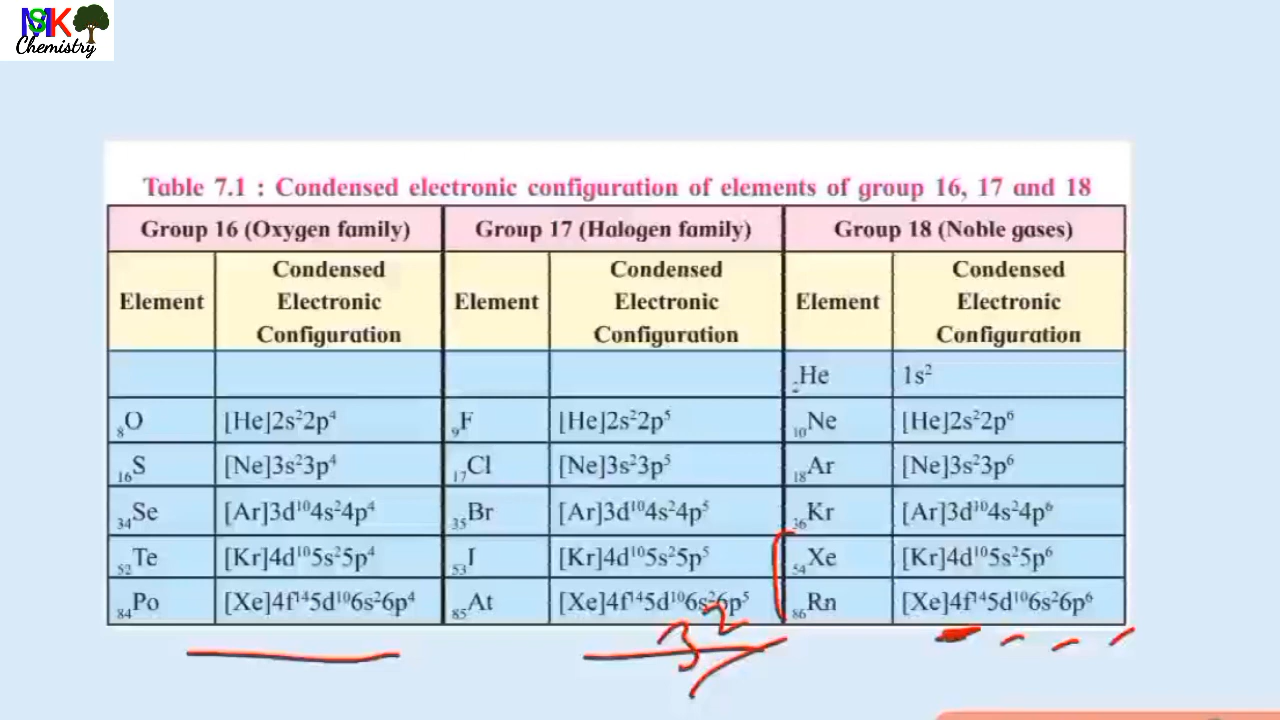 MSK
Chemistry
Table 7.1 : Condensed electronic configuration of elements of group 16, 17 and 18
Group 16 (Oxygen family) Group 17 (Halogen family) Group 18 (Noble gases)
Element Condensed Electronic Configuration Element Condensed Electronic Configuration Element Condensed Electronic Configuration
₂He 1s²
₈O [He]2s²2p⁴ ₉F [He]2s²2p⁵ ₁₀Ne [He]2s²2p⁶
₁₆S [Ne]3s²3p⁴ ₁₇Cl [Ne]3s²3p⁵ ₁₈Ar [Ne]3s²3p⁶
₃₄Se [Ar]3d¹⁰4s²4p⁴ ₃₅Br [Ar]3d¹⁰4s²4p⁵ ₃₆Kr [Ar]3d¹⁰4s²4p⁶
₅₂Te [Kr]4d¹⁰5s²5p⁴ ₅₃I [Kr]4d¹⁰5s²5p⁵ ₅₄Xe [Kr]4d¹⁰5s²5p⁶
₈₄Po [Xe]4f¹⁴5d¹⁰6s²6p⁴ ₈₅At [Xe]4f¹⁴5d¹⁰6s²6p⁵ ₈₆Rn [Xe]4f¹⁴5d¹⁰6s²6p⁶
32